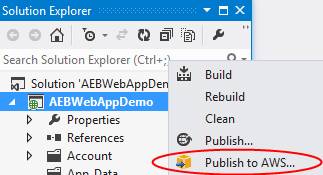 Solution Explorer
Search Solution Explorer (Ctrl+;)
Solution 'AEBWebAppDemo
AEBWebAppDemo
Properties
References
Account
App_Data
Build
Rebuild
Clean
Publish...
Publish to AWS...